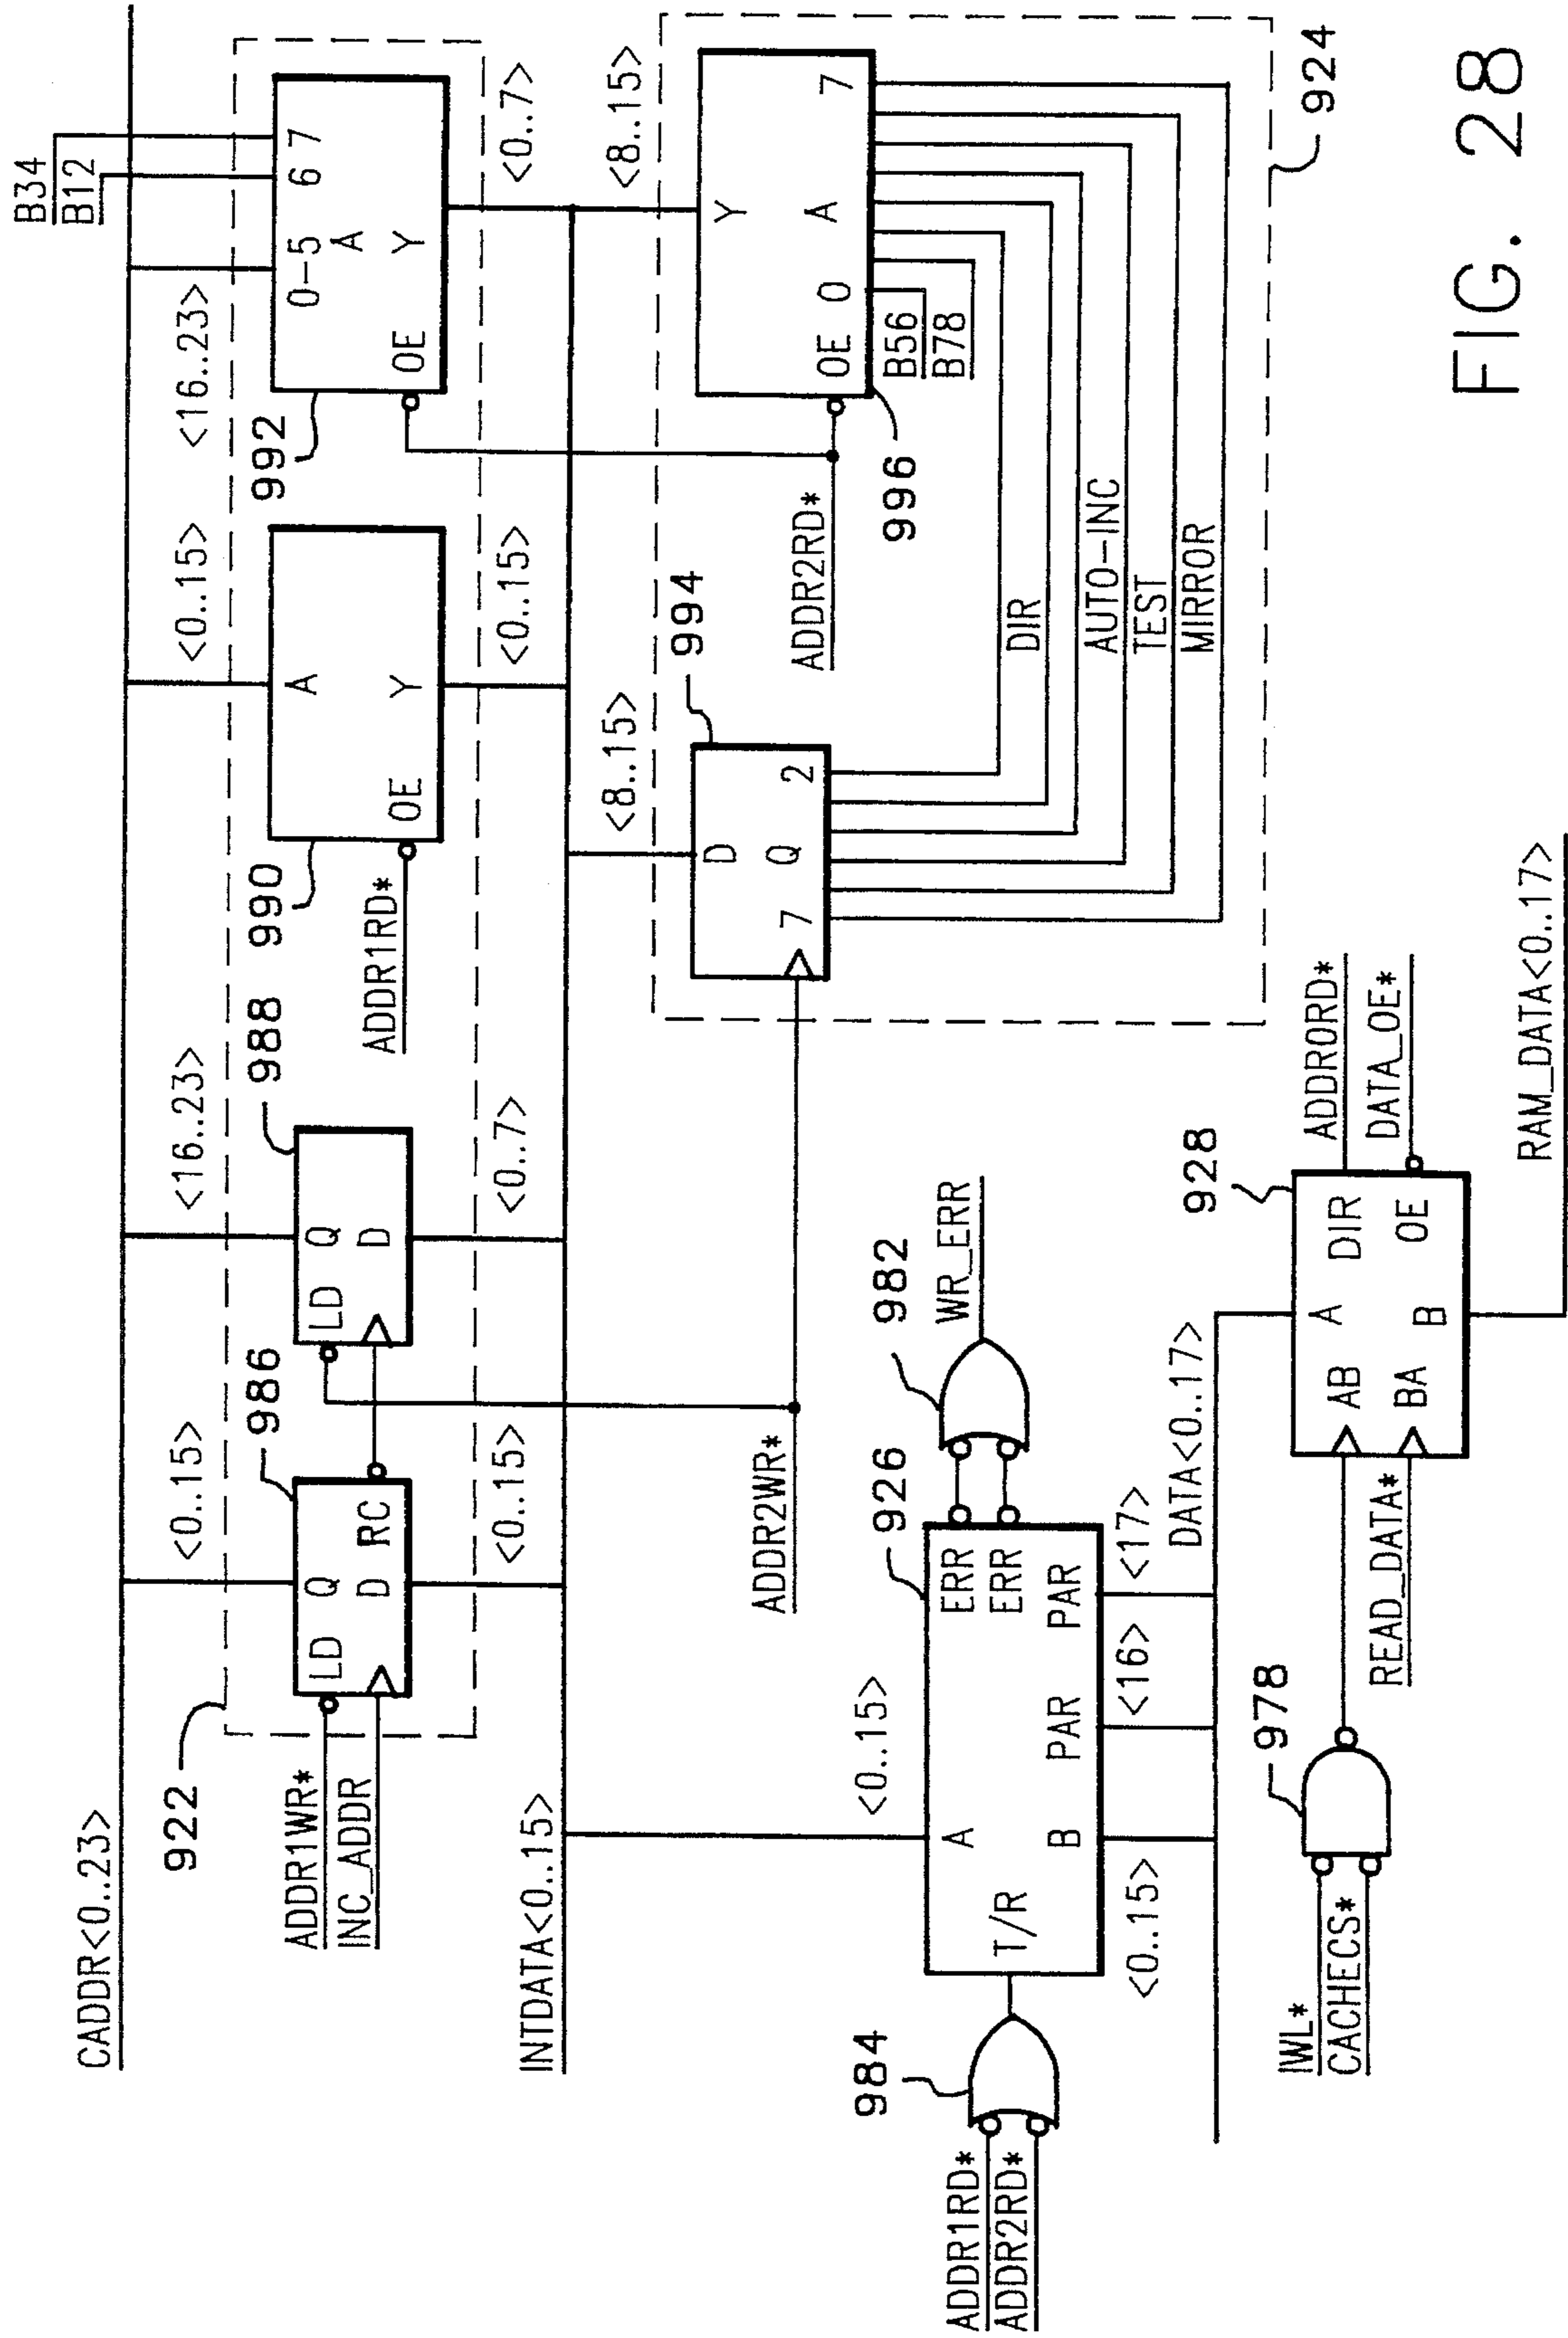 CADDR<0..23>
<0..15>
<16..23>
<0..15>
<16..23>
B34
B12
922
986
988
990
992
ADDR1WR*
INC_ADDR
LD Q
D RC
LD Q
D
ADDR1RD*
A
OE Y
0-5 6 7
A
OE Y
<0..15>
<0..7>
<0..15>
<0..7>
INTDATA<0..15>
<8..15>
<8..15>
994
D
7 Q 2
ADDR2RD*
996
Y
OE 0 A 7
B56
B78
DIR
AUTO-INC
TEST
MIRROR
924
ADDR2WR*
<0..15>
926
982
WR_ERR
984
ADDR1RD*
ADDR2RD*
A ERR
T/R ERR
B PAR PAR
<0..15>
<16>
<17>
DATA<0..17>
928
IWL*
CACHECS*
978
READ_DATA*
AB A DIR
BA B OE
ADDR0RD*
DATA_OE*
RAM_DATA<0..17>
FIG. 28